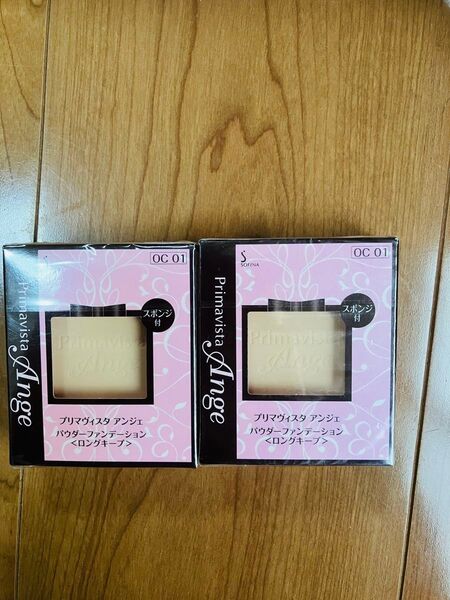 OC 01
Primavista
Ange
スポンジ
付
Primavista
Ange
プリマヴィスタ アンジェ
パウダーファンデーション
<ロングキープ>
SOFINA
OC 01
Primavista
Ange
スポンジ
付
Primavista
Ange
プリマヴィスタ アンジェ
パウダーファンデーション
<ロングキープ>